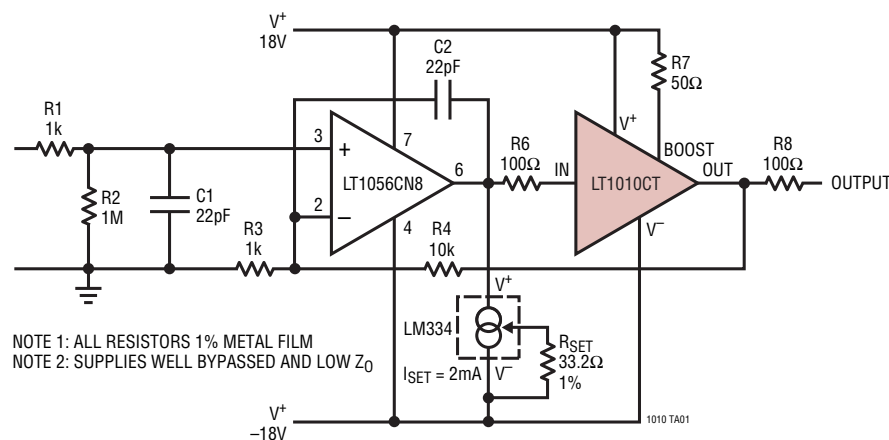 V+
18V
C2
22pF
R7
50Ω
R1
1k
3
+
7
LT1056CN8
6
R6
100Ω
IN
V+
BOOST
LT1010CT
OUT
R8
100Ω
OUTPUT
R2
1M
C1
22pF
2
–
4
V–
R3
1k
R4
10k
V+
LM334
RSET
33.2Ω
1%
ISET = 2mA
V–
NOTE 1: ALL RESISTORS 1% METAL FILM
NOTE 2: SUPPLIES WELL BYPASSED AND LOW ZO
V+
–18V
1010 TA01